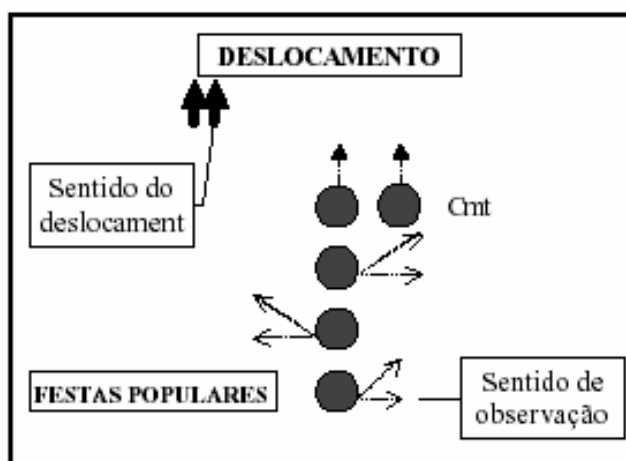 DESLOCAMENTO
Sentido do
deslocament
Cmt
FESTAS POPULARES
Sentido de
observação